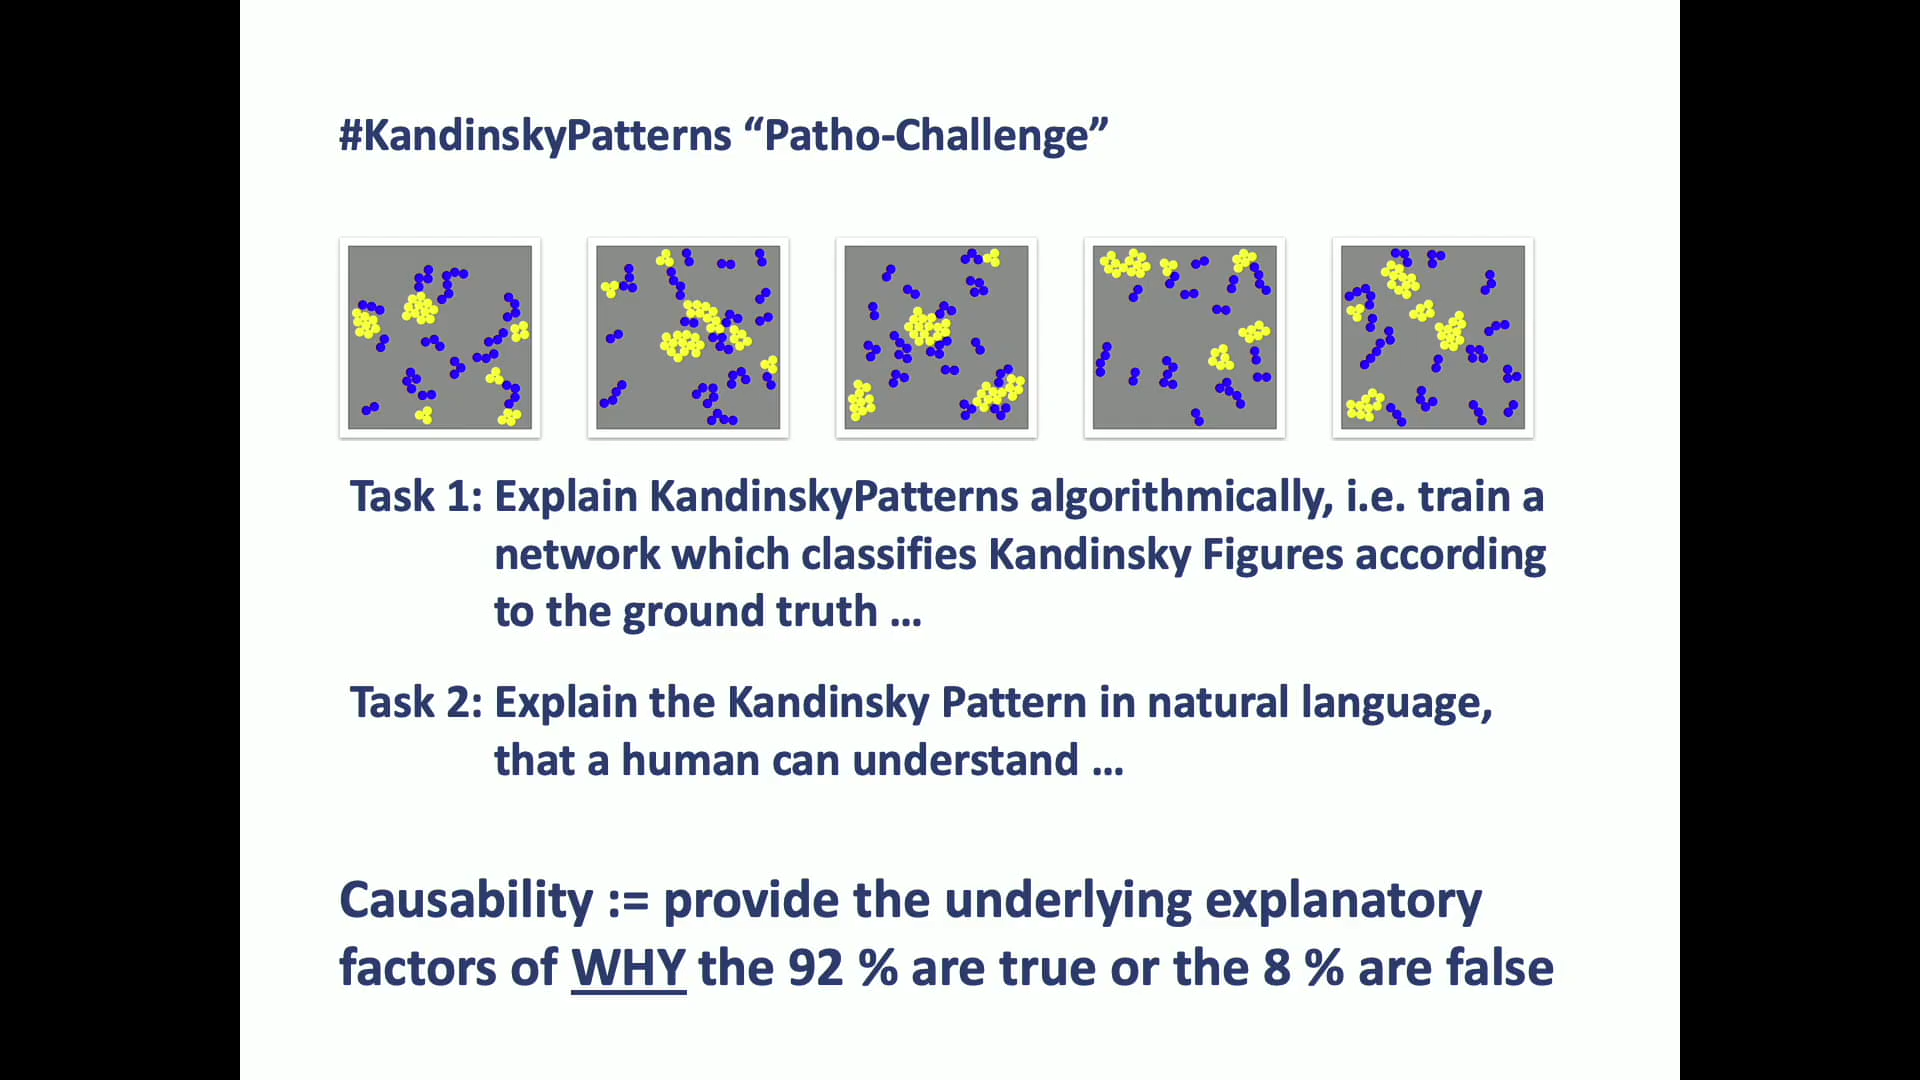 #KandinskyPatterns “Patho-Challenge”
Task 1: Explain KandinskyPatterns algorithmically, i.e. train a
network which classifies Kandinsky Figures according
to the ground truth ...
Task 2: Explain the Kandinsky Pattern in natural language,
that a human can understand ...
Causability := provide the underlying explanatory
factors of WHY the 92 % are true or the 8 % are false